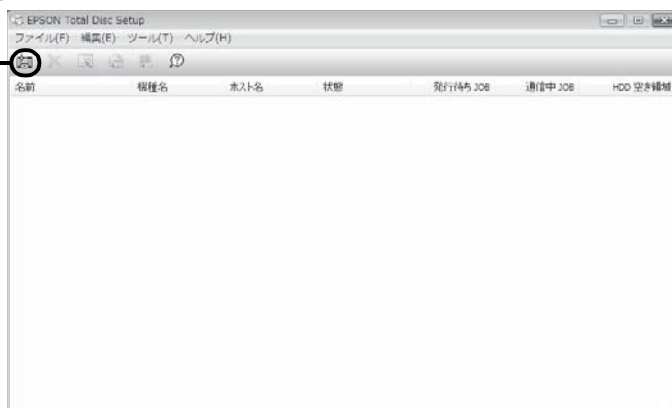 EPSON Total Disc Setup
ファイル(F) 編集(E) ツール(T) ヘルプ(H)
名前 機種名 ホスト名 状態 発行待ち JOB 通信中 JOB HDD 空き領域